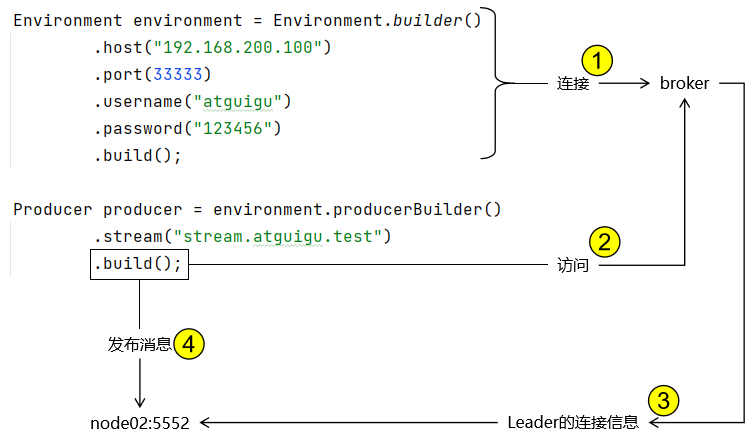 Environment environment = Environment.builder()
.host("192.168.200.100")
.port(33333)
.username("atguigu")
.password("123456")
.build();
1
连接
broker
Producer producer = environment.producerBuilder()
.stream("stream.atguigu.test")
.build();
2
访问
发布消息
4
3
node02:5552
Leader的连接信息